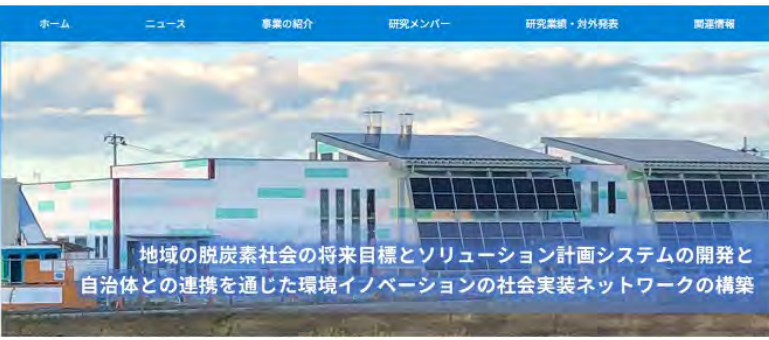 ホーム ニュース 事業の紹介 研究メンバー 研究業績・対外発表 関連情報
地域の脱炭素社会の将来目標とソリューション計画システムの開発と
自治体との連携を通じた環境イノベーションの社会実装ネットワークの構築